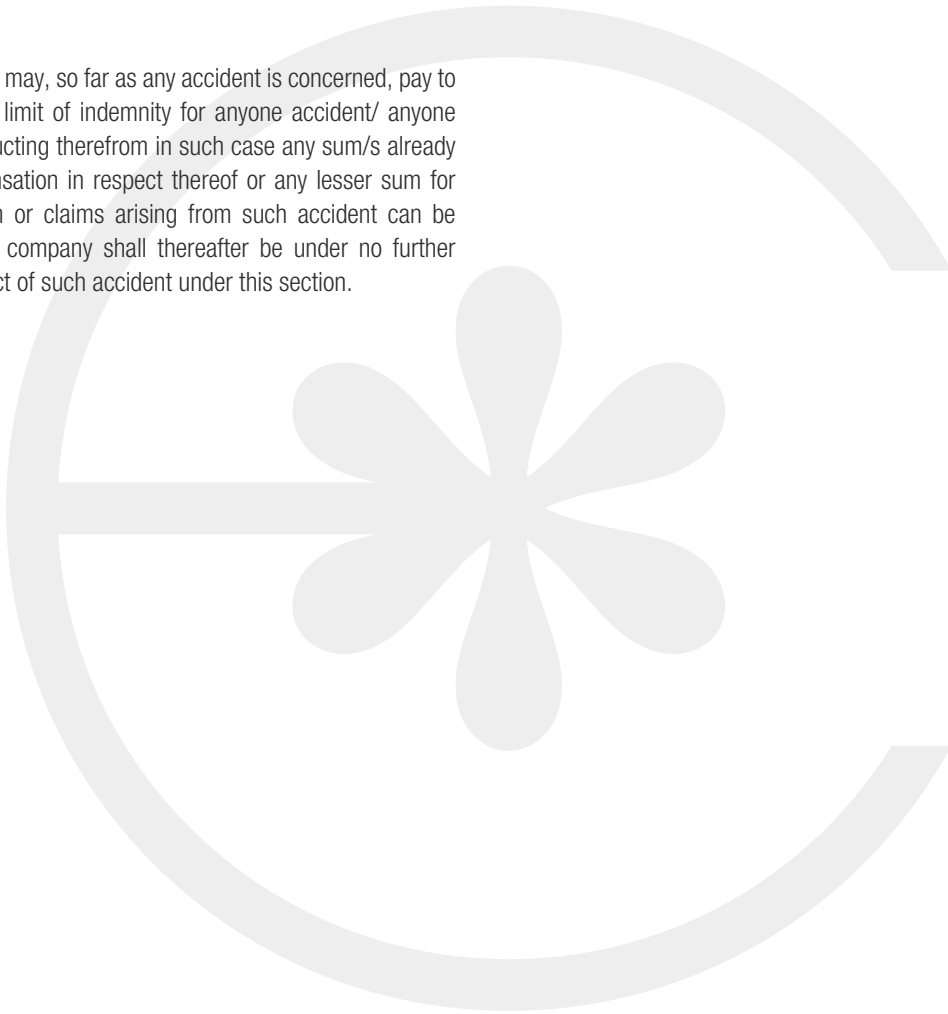 may, so far as any accident is concerned, pay to
limit of indemnity for anyone accident/ anyone
ucting therefrom in such case any sum/s already
sation in respect thereof or any lesser sum for
or claims arising from such accident can be
company shall thereafter be under no further
ct of such accident under this section.